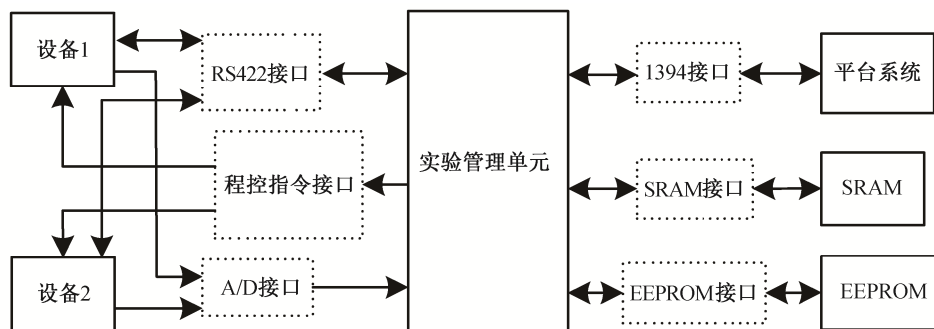 设备1
RS422接口
程控指令接口
设备2
A/D接口
实验管理单元
1394接口
平台系统
SRAM接口
SRAM
EEPROM接口
EEPROM